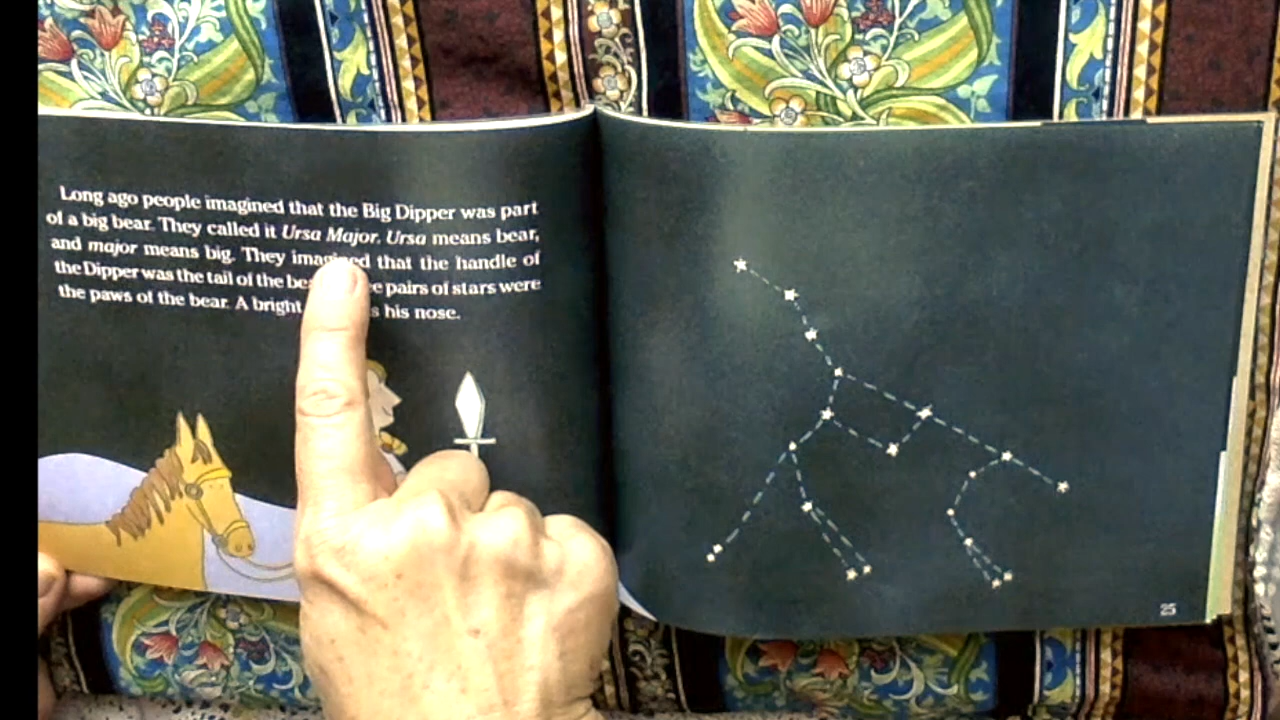 Long ago people imagined that the Big Dipper was part
of a big bear. They called it Ursa Major. Ursa means bear,
and major means big. They imagined that the handle of
the Dipper was the tail of the pairs of stars were
the paws of the bear. A bright his nose.
25